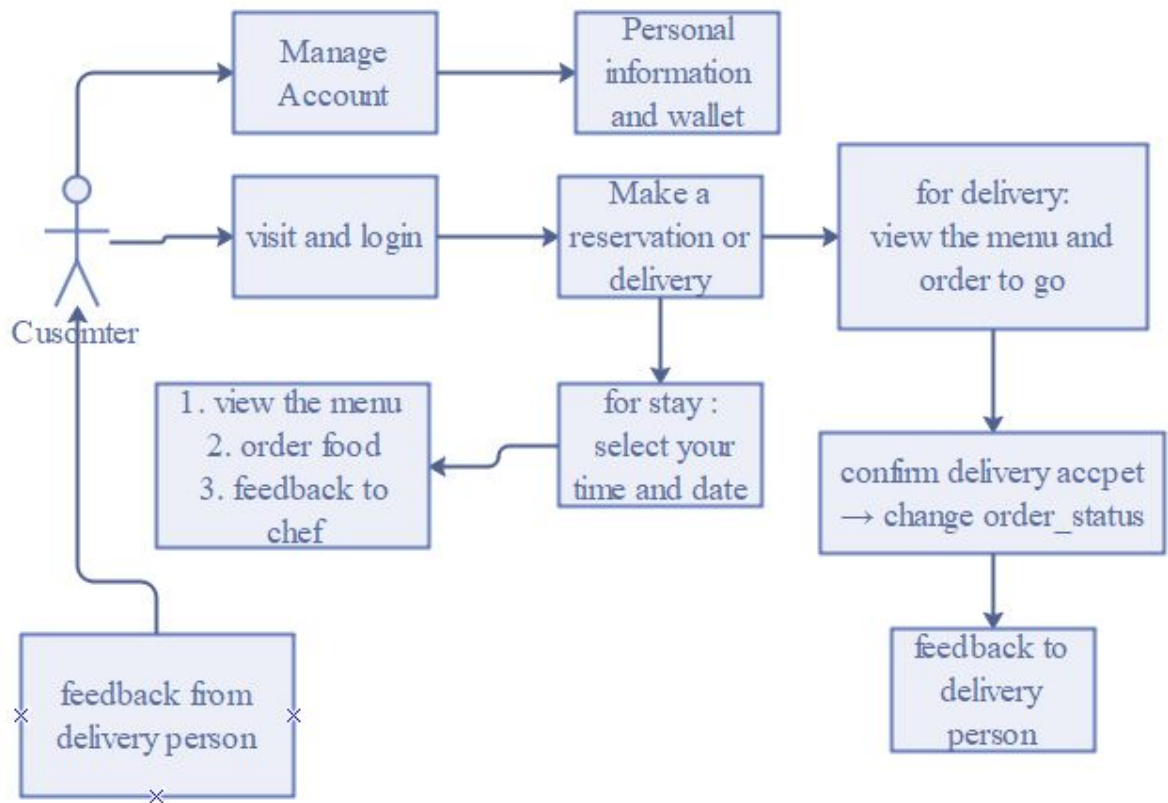 Manage
Account
Personal
information
and wallet
visit and login
Make a
reservation or
delivery
for delivery:
view the menu and
order to go
Cusomter
1. view the menu
2. order food
3. feedback to
chef
for stay :
select your
time and date
confirm delivery accpet
→ change order_status
feedback from
delivery person
feedback to
delivery
person